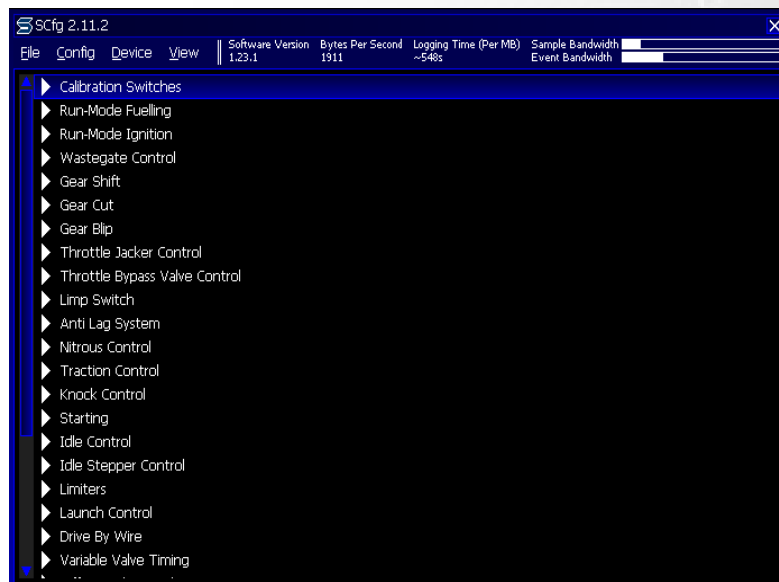 SCfg 2.11.2
File Config Device View
Software Version Bytes Per Second Logging Time (Per MB) Sample Bandwidth
1.23.1 1911 ~548s Event Bandwidth
Calibration Switches
Run-Mode Fuelling
Run-Mode Ignition
Wastegate Control
Gear Shift
Gear Cut
Gear Blip
Throttle Jacker Control
Throttle Bypass Valve Control
Limp Switch
Anti Lag System
Nitrous Control
Traction Control
Knock Control
Starting
Idle Control
Idle Stepper Control
Limiters
Launch Control
Drive By Wire
Variable Valve Timing